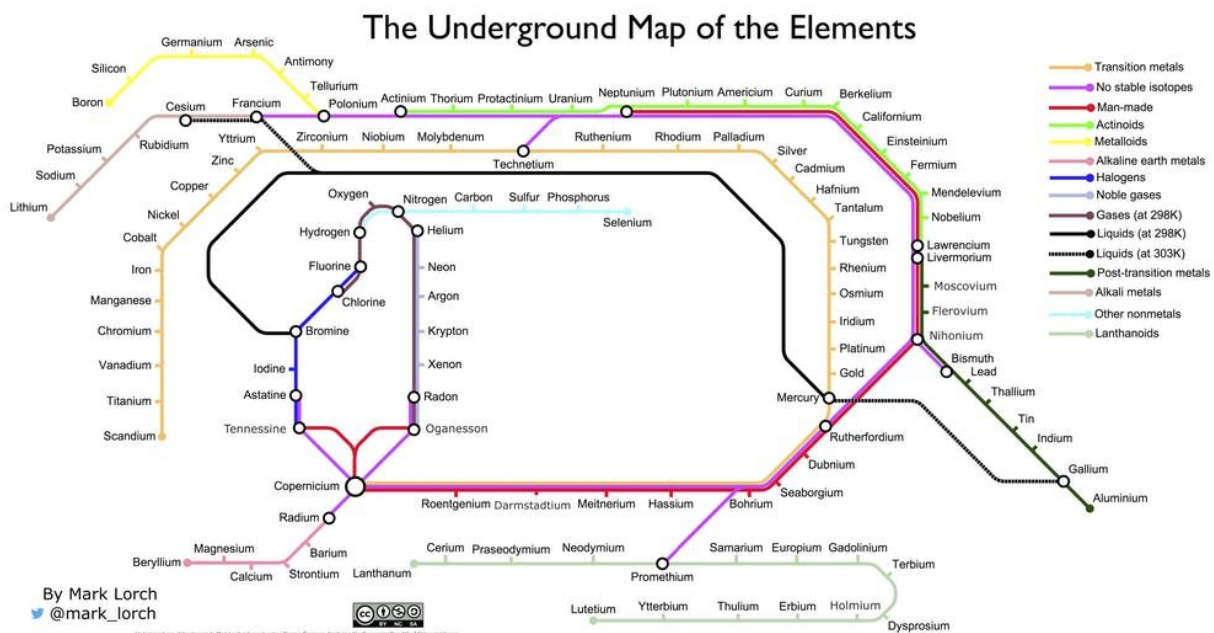 The Underground Map of the Elements
Germanium
Arsenic
Silicon
Antimony
Boron
Tellurium
Cesium
Francium
Polonium
Actinium
Thorium
Protactinium
Uranium
Neptunium
Plutonium
Americium
Curium
Berkelium
Californium
Einsteinium
Fermium
Mendelevium
Nobelium
Lawrencium
Livermorium
Moscovium
Flerovium
Nihonium
Bismuth
Lead
Thallium
Tin
Indium
Gallium
Aluminium
Rubidium
Potassium
Sodium
Lithium
Yttrium
Zirconium
Niobium
Molybdenum
Technetium
Ruthenium
Rhodium
Palladium
Silver
Cadmium
Hafnium
Tantalum
Tungsten
Rhenium
Osmium
Iridium
Platinum
Gold
Mercury
Rutherfordium
Dubnium
Seaborgium
Bohrium
Hassium
Meitnerium
Darmstadtium
Roentgenium
Copernicium
Zinc
Copper
Nickel
Cobalt
Iron
Manganese
Chromium
Vanadium
Titanium
Scandium
Oxygen
Nitrogen
Carbon
Sulfur
Phosphorus
Selenium
Hydrogen
Helium
Fluorine
Neon
Chlorine
Argon
Bromine
Krypton
Iodine
Xenon
Astatine
Radon
Tennessine
Oganesson
Radium
Barium
Strontium
Calcium
Magnesium
Beryllium
Lanthanum
Cerium
Praseodymium
Neodymium
Promethium
Samarium
Europium
Gadolinium
Terbium
Dysprosium
Holmium
Erbium
Thulium
Ytterbium
Lutetium
Transition metals
No stable isotopes
Man-made
Actinoids
Metalloids
Alkaline earth metals
Halogens
Noble gases
Gases (at 298K)
Liquids (at 298K)
Liquids (at 303K)
Post-transition metals
Alkali metals
Other nonmetals
Lanthanoids
By Mark Lorch
@mark_lorch
cc
BY NC SA